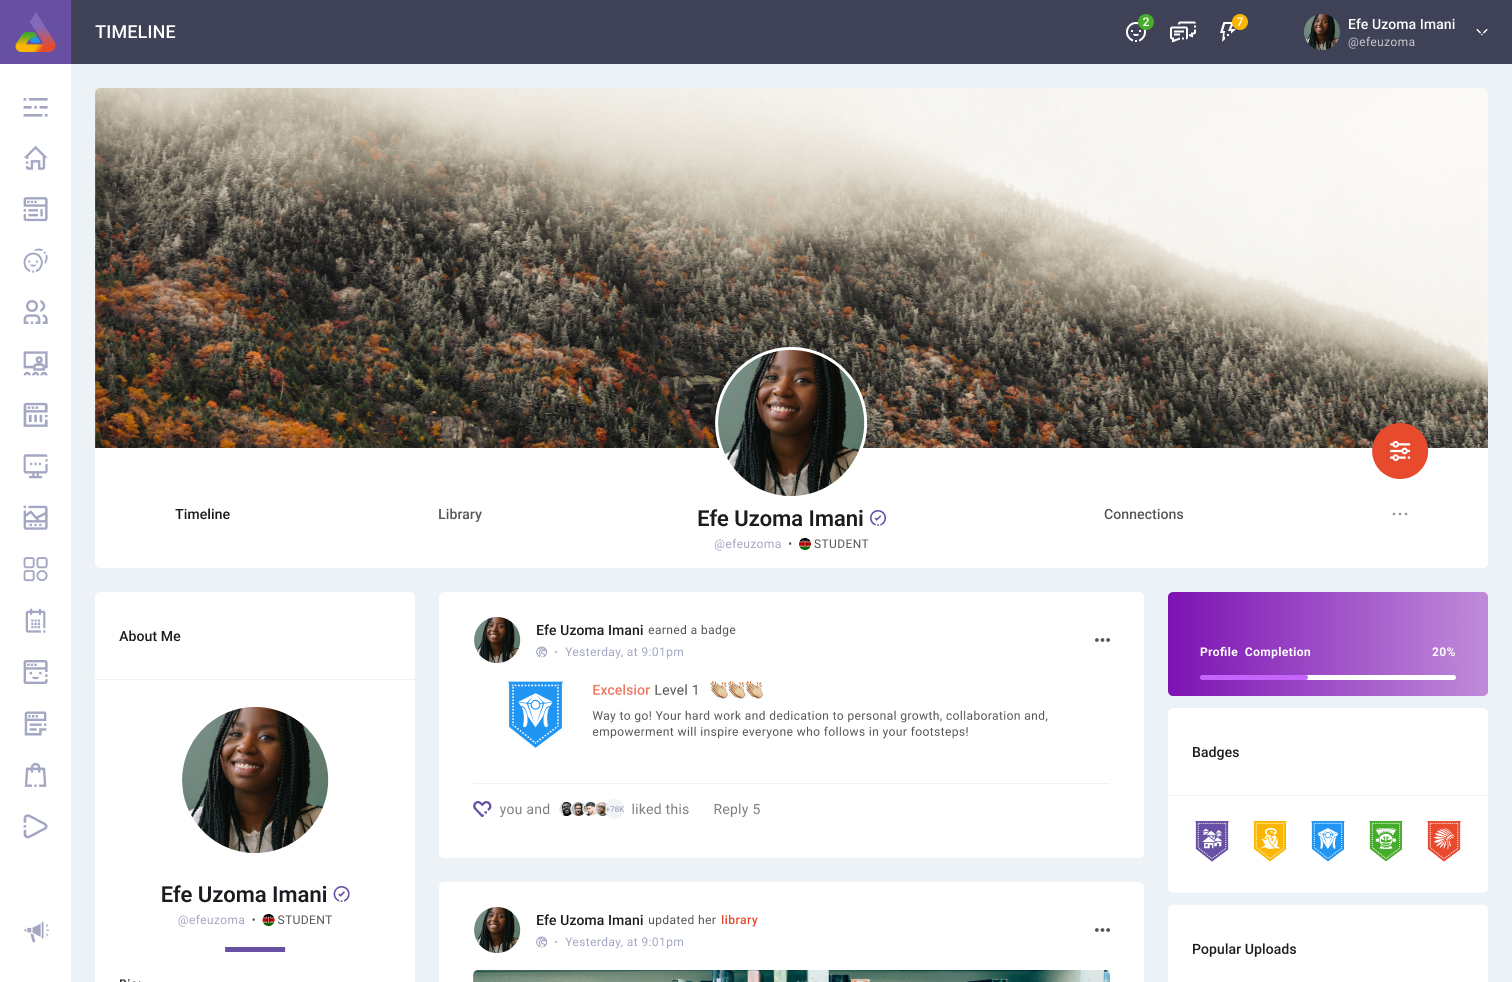 TIMELINE
2
7
Efe Uzoma Imani
@efeuzoma
Timeline
Library
Efe Uzoma Imani
@efeuzoma • STUDENT
Connections
About Me
Efe Uzoma Imani
@efeuzoma • STUDENT
Efe Uzoma Imani earned a badge
Yesterday, at 9:01pm
Excelsior Level 1
Way to go! Your hard work and dedication to personal growth, collaboration and,
empowerment will inspire everyone who follows in your footsteps!
you and +78K liked this Reply 5
Efe Uzoma Imani updated her library
Yesterday, at 9:01pm
Profile Completion 20%
Badges
Popular Uploads